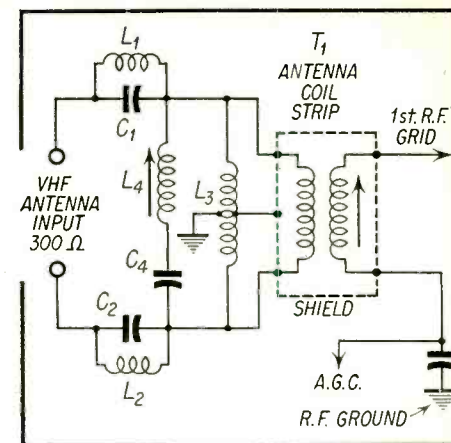 L1
C1
L4
C4
L3
C2
L2
VHF
ANTENNA
INPUT
300 Ω
T1
ANTENNA
COIL
STRIP
1st. R.F.
GRID
SHIELD
A.G.C.
R.F. GROUND